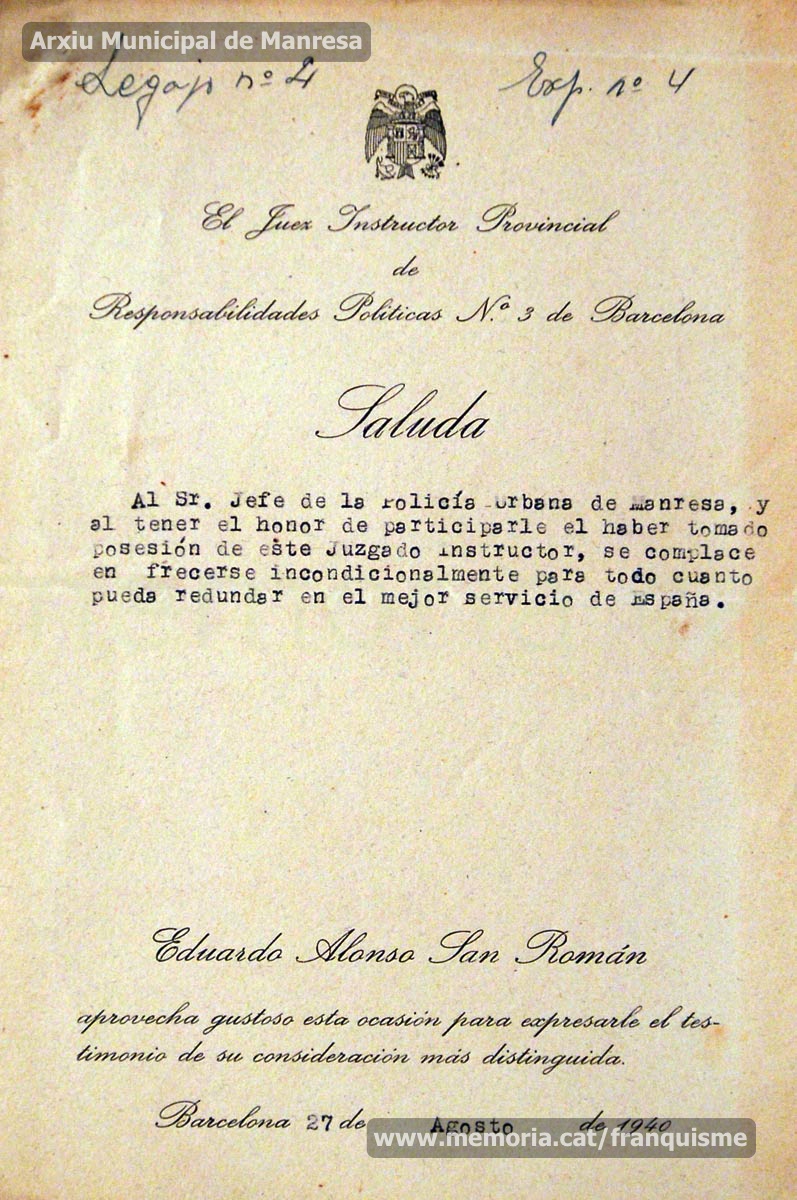 Arxiu Municipal de Manresa
Legajo nº 4 Exp. nº 4
El Juez Instructor Provincial
de
Responsabilidades Politicas N.º 3 de Barcelona
Saluda
Al Sr. Jefe de la Policía Urbana de Manresa, y
al tener el honor de participarle el haber tomado
posesión de este Juzgado Instructor, se complace
en frecerse incondicionalmente para todo cuanto
pueda redundar en el mejor servicio de España.
Eduardo Alonso San Román
aprovecha gustoso esta ocasión para expresarle el tes-
timonio de su consideración más distinguida.
Barcelona 27 de Agosto de 1940
www.memoria.cat/franquisme